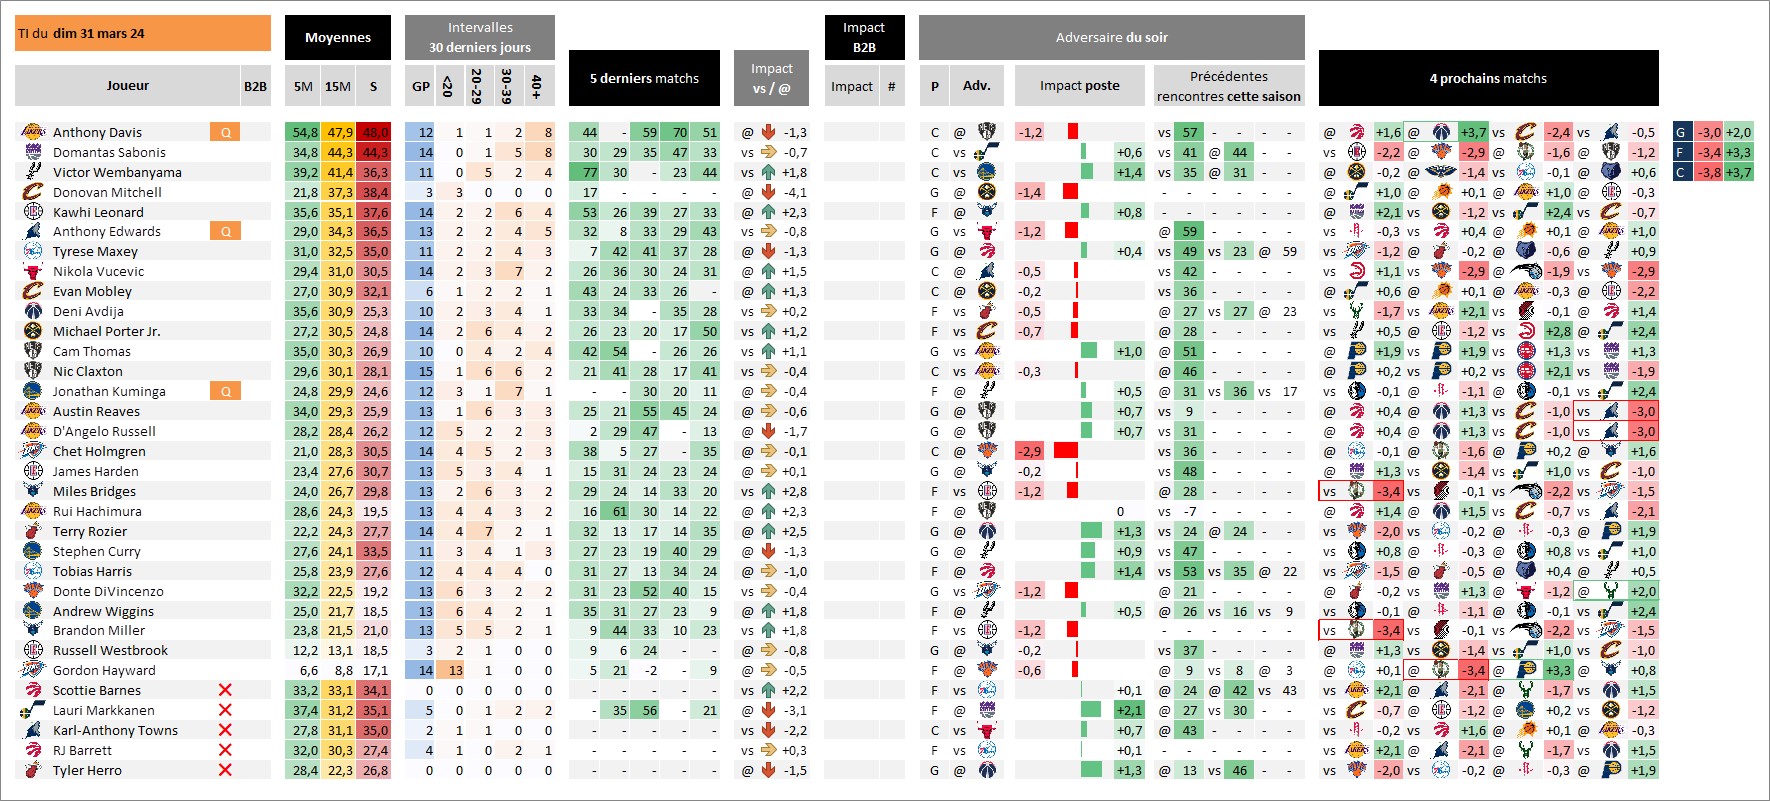 TI du dim 31 mars 24
Moyennes
Intervalles
30 derniers jours
5 derniers matchs
Impact
vs / @
Impact
B2B
Adversaire du soir
4 prochains matchs
Joueur B2B 5M 15M S GP <20 20-29 30-39 40+ Impact # P Adv. Impact poste Précédentes
rencontres cette saison
Anthony Davis Q 54,8 47,9 48,0 12 1 1 2 8 44 - 59 70 51 @ -1,3 C @ -1,2 vs 57 - - - - @ +1,6 @ +3,7 vs -2,4 vs -0,5
Domantas Sabonis 34,8 44,3 44,3 14 0 1 5 8 30 29 35 47 33 vs -0,7 C vs +0,6 vs 41 @ 44 - - vs -2,2 @ -2,9 @ -1,6 @ -1,2
Victor Wembanyama 39,2 41,4 36,3 11 0 5 2 4 77 30 - 23 44 vs +1,8 C vs +1,4 vs 35 @ 31 - - @ -0,2 @ -1,4 vs -0,1 @ +0,6
Donovan Mitchell 21,8 37,3 38,4 3 3 0 0 0 17 - - - - @ -4,1 G @ -1,4 - - - - - - @ +1,0 @ +0,1 @ +1,0 @ -0,3
Kawhi Leonard 35,6 35,1 37,6 14 2 2 6 4 53 26 39 27 33 @ +2,3 F @ +0,8 - - - - - - @ +2,1 vs -1,2 vs +2,4 vs -0,7
Anthony Edwards Q 29,0 34,3 36,5 14 2 2 4 5 32 8 33 29 43 vs -0,8 G vs -1,2 @ 59 - - - - vs -0,3 vs +0,4 @ +0,1 @ +1,0
Tyrese Maxey 31,0 32,5 35,0 11 2 2 4 3 7 42 41 37 28 @ -1,3 G @ +0,4 vs 49 vs 23 @ 59 vs -1,2 @ -0,2 @ -0,6 @ +0,9
Nikola Vucevic 29,4 31,0 30,5 14 2 3 7 2 26 36 30 24 31 @ +1,5 C @ -0,5 vs 42 - - - - vs +1,1 vs -2,9 @ -1,9 vs -2,9
Evan Mobley 27,0 30,9 32,1 6 1 2 2 1 43 24 33 26 - @ +1,3 C @ -0,2 vs 36 - - - - @ +0,6 @ +0,1 @ -0,3 @ -2,2
Deni Avdija 35,6 30,9 25,3 10 2 3 4 1 33 34 - 35 28 vs +0,2 F vs -0,5 @ 27 vs 27 @ 23 vs -1,7 vs +2,1 vs -0,1 @ +1,4
Michael Porter Jr. 27,2 30,5 24,8 14 2 6 4 2 26 23 20 17 50 vs +1,2 F vs -0,7 @ 28 - - - - vs +0,5 @ -1,2 vs +2,8 @ +2,4
Cam Thomas 35,0 30,3 26,9 10 0 4 2 4 42 54 - 26 26 vs +1,1 G vs +1,0 @ 51 - - - - @ +1,9 vs +1,9 vs +1,3 vs +1,3
Nic Claxton 29,6 30,1 28,1 15 1 6 6 2 21 41 28 17 41 vs -0,4 C vs -0,3 @ 46 - - - - @ +0,2 vs +0,2 vs +2,1 vs -1,9
Jonathan Kuminga Q 24,8 29,9 24,6 12 3 1 7 1 - - 30 20 11 @ -0,4 F @ +0,5 @ 31 vs 36 vs 17 vs -0,1 @ -1,1 @ -0,1 vs +2,4
Austin Reaves 34,0 29,3 25,9 13 1 6 3 3 25 21 55 45 24 @ -0,6 G @ +0,7 vs 9 - - - - @ +0,4 @ +1,3 vs -1,0 vs -3,0
D'Angelo Russell 28,2 28,4 26,2 12 5 2 2 3 2 29 47 - 13 @ -1,7 G @ +0,7 vs 31 - - - - @ +0,4 @ +1,3 vs -1,0 vs -3,0
Chet Holmgren 21,0 28,3 30,5 13 4 5 2 2 38 5 27 - 35 @ -0,1 C @ -2,9 vs 36 - - - - @ -0,1 @ -1,6 @ +0,2 @ +1,6
James Harden 23,4 27,6 30,7 13 5 3 4 1 15 31 24 23 24 @ +0,1 G @ -0,2 vs 48 - - - - @ +1,3 vs -1,4 vs +1,0 vs -1,0
Miles Bridges 24,0 26,7 29,8 13 2 6 3 2 29 24 14 33 20 vs +2,8 F vs -1,2 @ 28 - - - - vs -3,4 vs -0,1 vs -2,2 vs -1,5
Rui Hachimura 28,6 24,3 19,5 13 4 4 3 2 16 61 30 14 22 @ +2,3 F @ 0 vs -7 - - - - @ +1,4 @ +1,5 vs -0,7 vs -2,1
Terry Rozier 22,2 24,3 27,7 14 4 7 2 1 32 13 17 14 35 @ +2,5 G @ +1,3 vs 24 @ 24 - - vs -2,0 vs -0,2 @ -0,3 @ +1,9
Stephen Curry 27,6 24,1 33,5 11 3 4 1 3 27 23 19 40 29 @ -1,3 G @ +0,9 vs 47 - - - - vs +0,8 @ -0,3 @ +0,8 vs +1,0
Tobias Harris 25,8 23,9 27,6 12 4 4 4 0 31 27 13 34 24 @ -1,0 F @ +1,4 vs 53 vs 35 @ 22 vs -1,5 @ -0,5 @ +0,4 @ +0,5
Donte DiVincenzo 32,2 22,5 19,2 13 6 4 2 1 31 23 52 40 15 vs -0,4 G vs -1,2 @ 21 - - - - @ -0,2 vs +1,3 @ -1,2 @ +2,0
Andrew Wiggins 25,0 21,7 18,5 13 6 3 2 2 35 31 27 23 9 @ +1,8 F @ +0,5 @ 26 vs 16 vs 9 vs -0,1 @ -1,1 @ -0,1 vs +2,4
Brandon Miller 23,8 21,5 21,0 13 5 5 2 1 9 44 33 10 23 vs +1,8 F vs -1,2 - - - - - - vs -3,4 vs -0,1 vs -2,2 vs -1,5
Russell Westbrook 12,2 13,1 18,5 3 2 1 0 0 9 6 24 - - @ -0,8 G @ -0,2 vs 37 - - - - @ +1,3 vs -1,4 vs +1,0 vs -1,0
Gordon Hayward 6,6 8,8 17,1 14 13 1 0 0 5 21 -2 - 9 @ -0,5 F @ -0,6 @ 9 vs 8 @ 3 @ +0,1 @ -3,4 @ +3,3 @ +0,8
Scottie Barnes 33,2 33,1 34,1 0 0 0 0 0 - - - - - vs +2,2 F vs +0,1 @ 24 @ 42 vs 43 vs +2,1 @ -2,1 @ -1,7 vs +1,5
Lauri Markkanen 37,4 31,2 35,1 5 0 1 2 2 - 35 56 - 21 @ -3,1 F @ +2,1 @ 27 vs 30 - - vs -0,7 @ -1,2 @ +0,2 @ -1,2
Karl-Anthony Towns 27,8 31,1 35,0 2 1 1 0 0 - - - - - vs -2,2 C vs +0,7 @ 43 - - - - vs -0,2 vs +1,6 @ +0,4 @ -0,3
RJ Barrett 32,0 30,3 27,4 4 1 0 2 1 - - - - - vs +0,3 F vs +0,1 - - - - - - vs +2,1 @ -2,1 @ -1,7 vs +1,5
Tyler Herro 28,4 22,3 26,8 0 0 0 0 0 - - - - - @ -1,5 G @ +1,3 @ 13 vs 46 - - vs -2,0 vs -0,2 @ -0,3 @ +1,9
G -3,0 +2,0
F -3,4 +3,3
C -3,8 +3,7